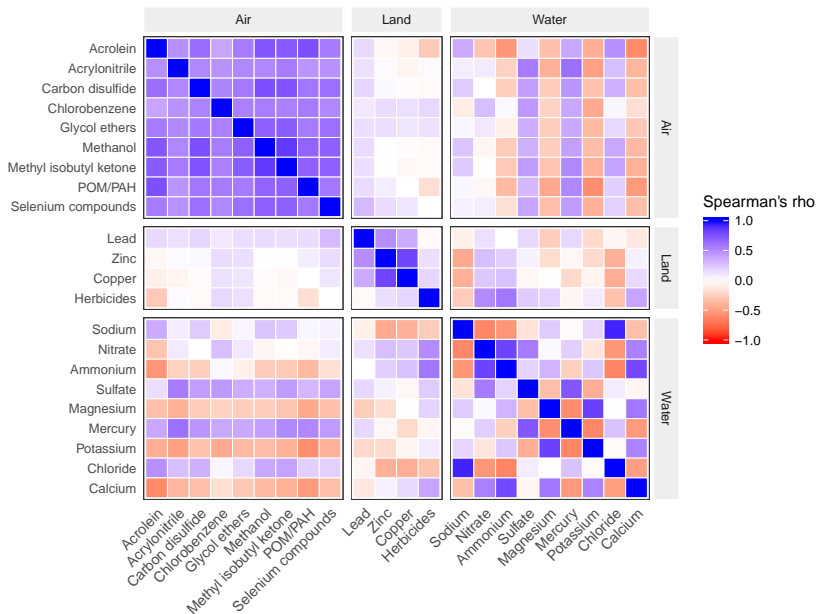 Air Land Water
Acrolein
Acrylonitrile
Carbon disulfide
Chlorobenzene
Glycol ethers
Methanol
Methyl isobutyl ketone
POM/PAH
Selenium compounds
Air
Lead
Zinc
Copper
Herbicides
Land
Sodium
Nitrate
Ammonium
Sulfate
Magnesium
Mercury
Potassium
Chloride
Calcium
Water
Acrolein
Acrylonitrile
Carbon disulfide
Chlorobenzene
Glycol ethers
Methanol
Methyl isobutyl ketone
POM/PAH
Selenium compounds
Lead
Zinc
Copper
Herbicides
Sodium
Nitrate
Ammonium
Sulfate
Magnesium
Mercury
Potassium
Chloride
Calcium
Spearman's rho
1.0
0.5
0.0
−0.5
−1.0